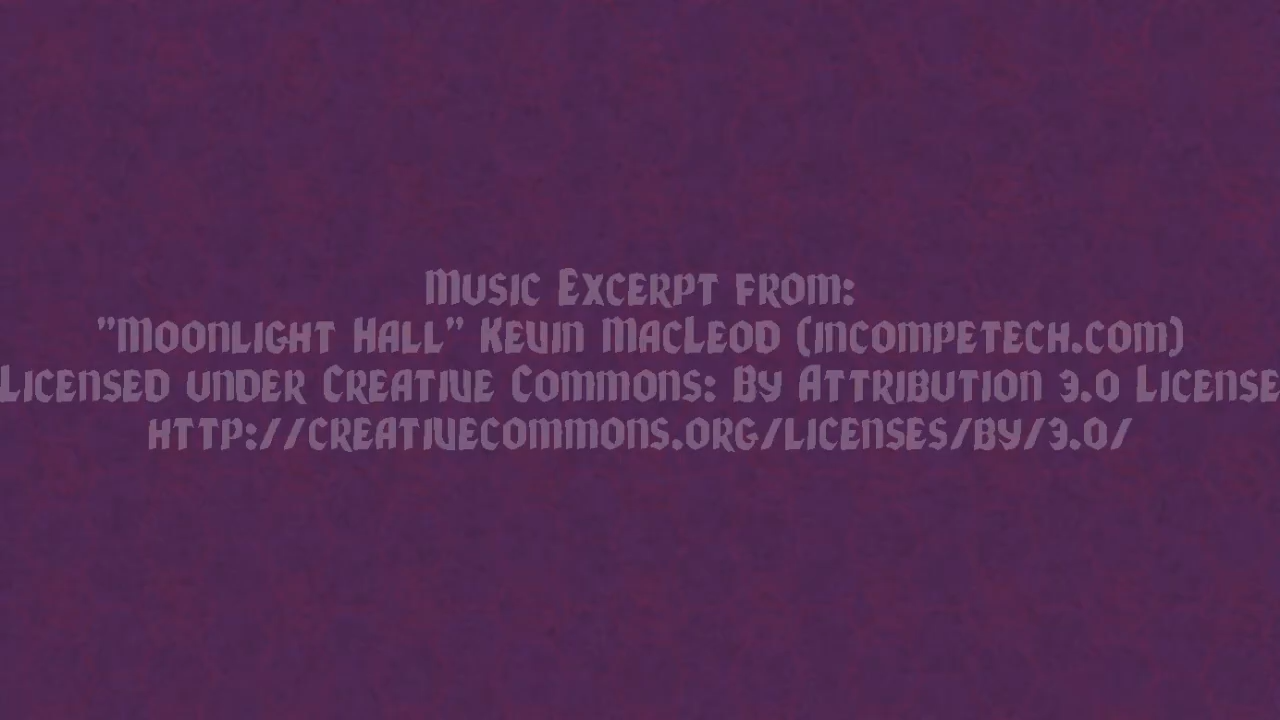 Music Excerpt from:
"Moonlight Hall" Kevin MacLeod (incompetech.com)
Licensed under Creative Commons: By Attribution 3.0 License
http://creativecommons.org/licenses/by/3.0/